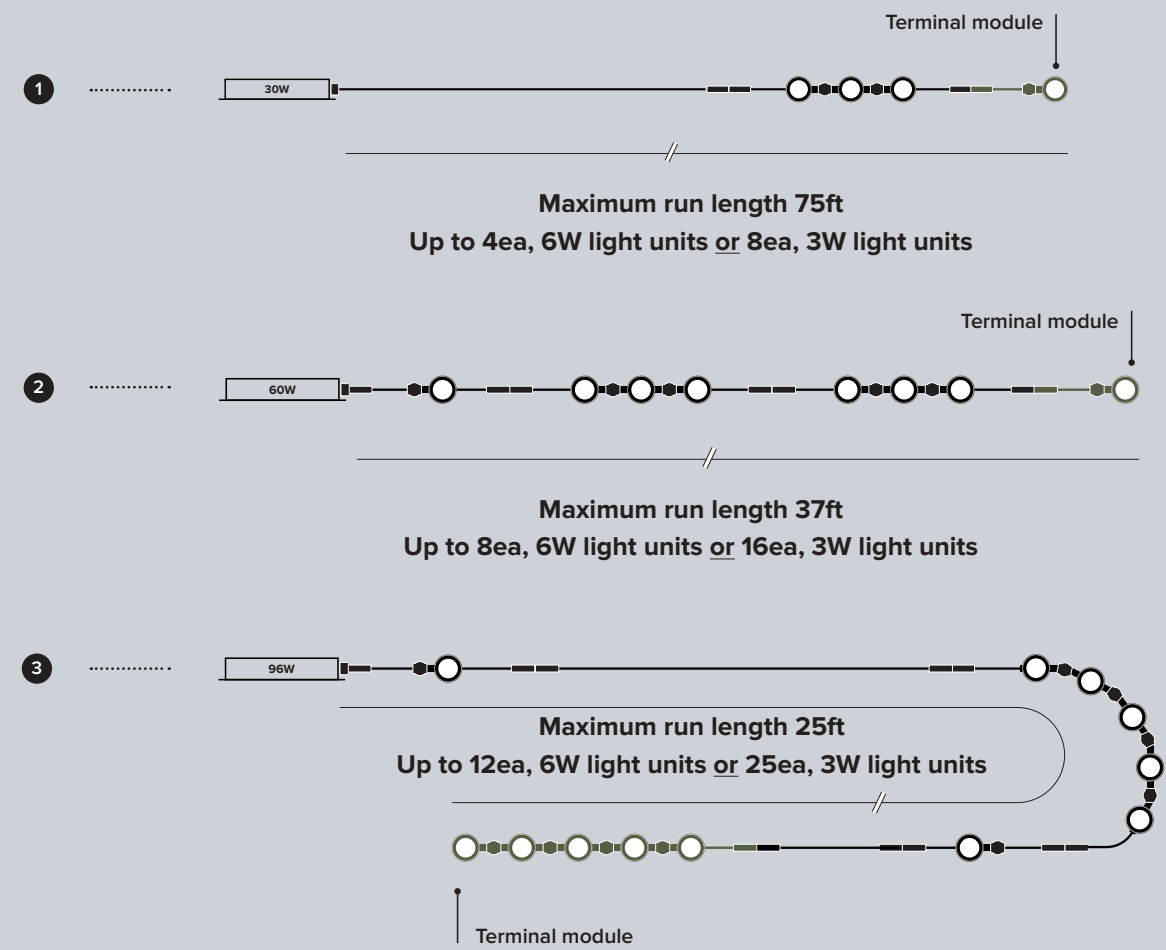 Terminal module
1
30W
Maximum run length 75ft
Up to 4ea, 6W light units or 8ea, 3W light units
Terminal module
2
60W
Maximum run length 37ft
Up to 8ea, 6W light units or 16ea, 3W light units
3
96W
Maximum run length 25ft
Up to 12ea, 6W light units or 25ea, 3W light units
Terminal module